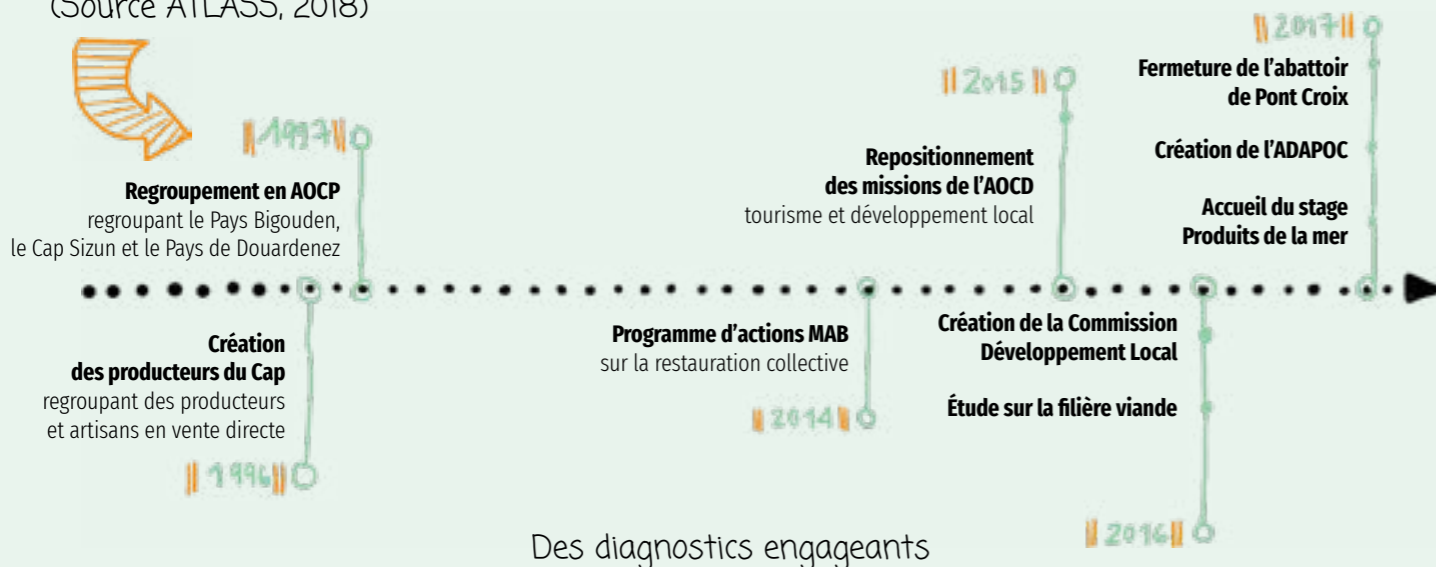 (Source ATLASS, 2018)
2017
Fermeture de l'abattoir
de Pont Croix
Création de l'ADAPOC
Accueil du stage
Produits de la mer
2015
Repositionnement
des missions de l'AOCD
tourisme et développement local
1997
Regroupement en AOCP
regroupant le Pays Bigouden,
le Cap Sizun et le Pays de Douardenez
Création
des producteurs du Cap
regroupant des producteurs
et artisans en vente directe
1996
Programme d'actions MAB
sur la restauration collective
2014
Création de la Commission
Développement Local
Étude sur la filière viande
2016
Des diagnostics engageants